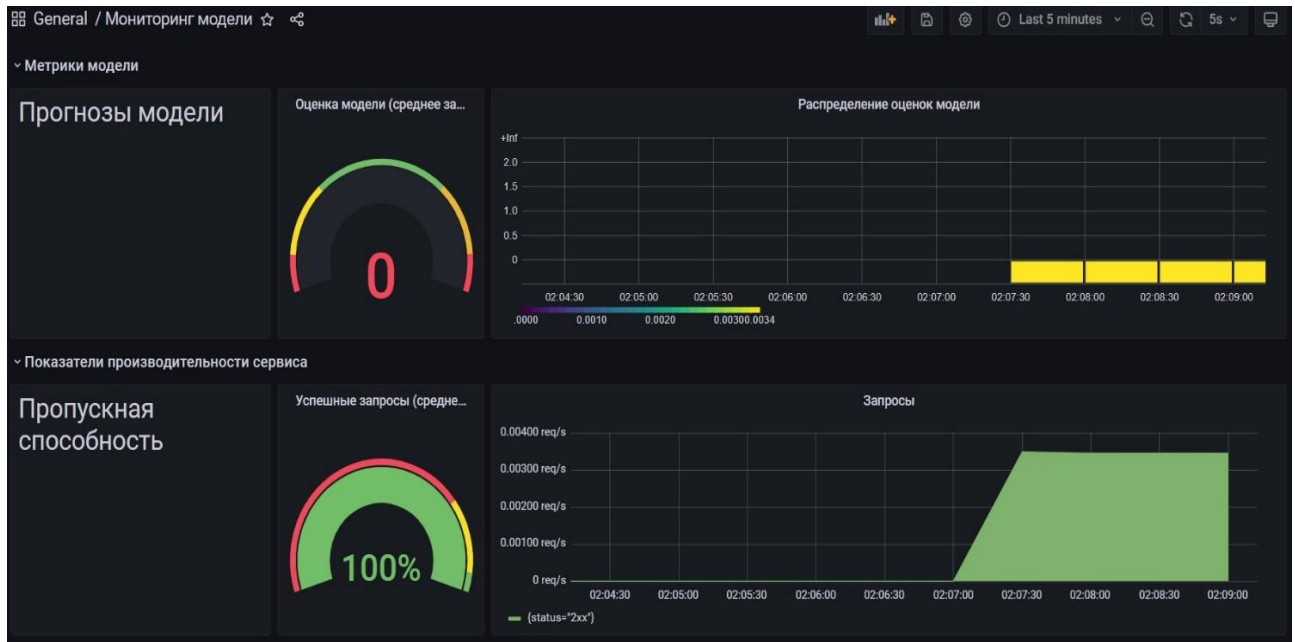 General / Мониторинг модели
Last 5 minutes
5s
Метрики модели
Прогнозы модели
Оценка модели (среднее за...
0
Распределение оценок модели
+Inf
2.0
1.5
1.0
0.5
0
02:04:30 02:05:00 02:05:30 02:06:00 02:06:30 02:07:00 02:07:30 02:08:00 02:08:30 02:09:00
.0000 0.0010 0.0020 0.00300.0034
Показатели производительности сервиса
Пропускная
способность
Успешные запросы (средне...
100%
Запросы
0.00400 req/s
0.00300 req/s
0.00200 req/s
0.00100 req/s
0 req/s
02:04:30 02:05:00 02:05:30 02:06:00 02:06:30 02:07:00 02:07:30 02:08:00 02:08:30 02:09:00
{status="2xx"}